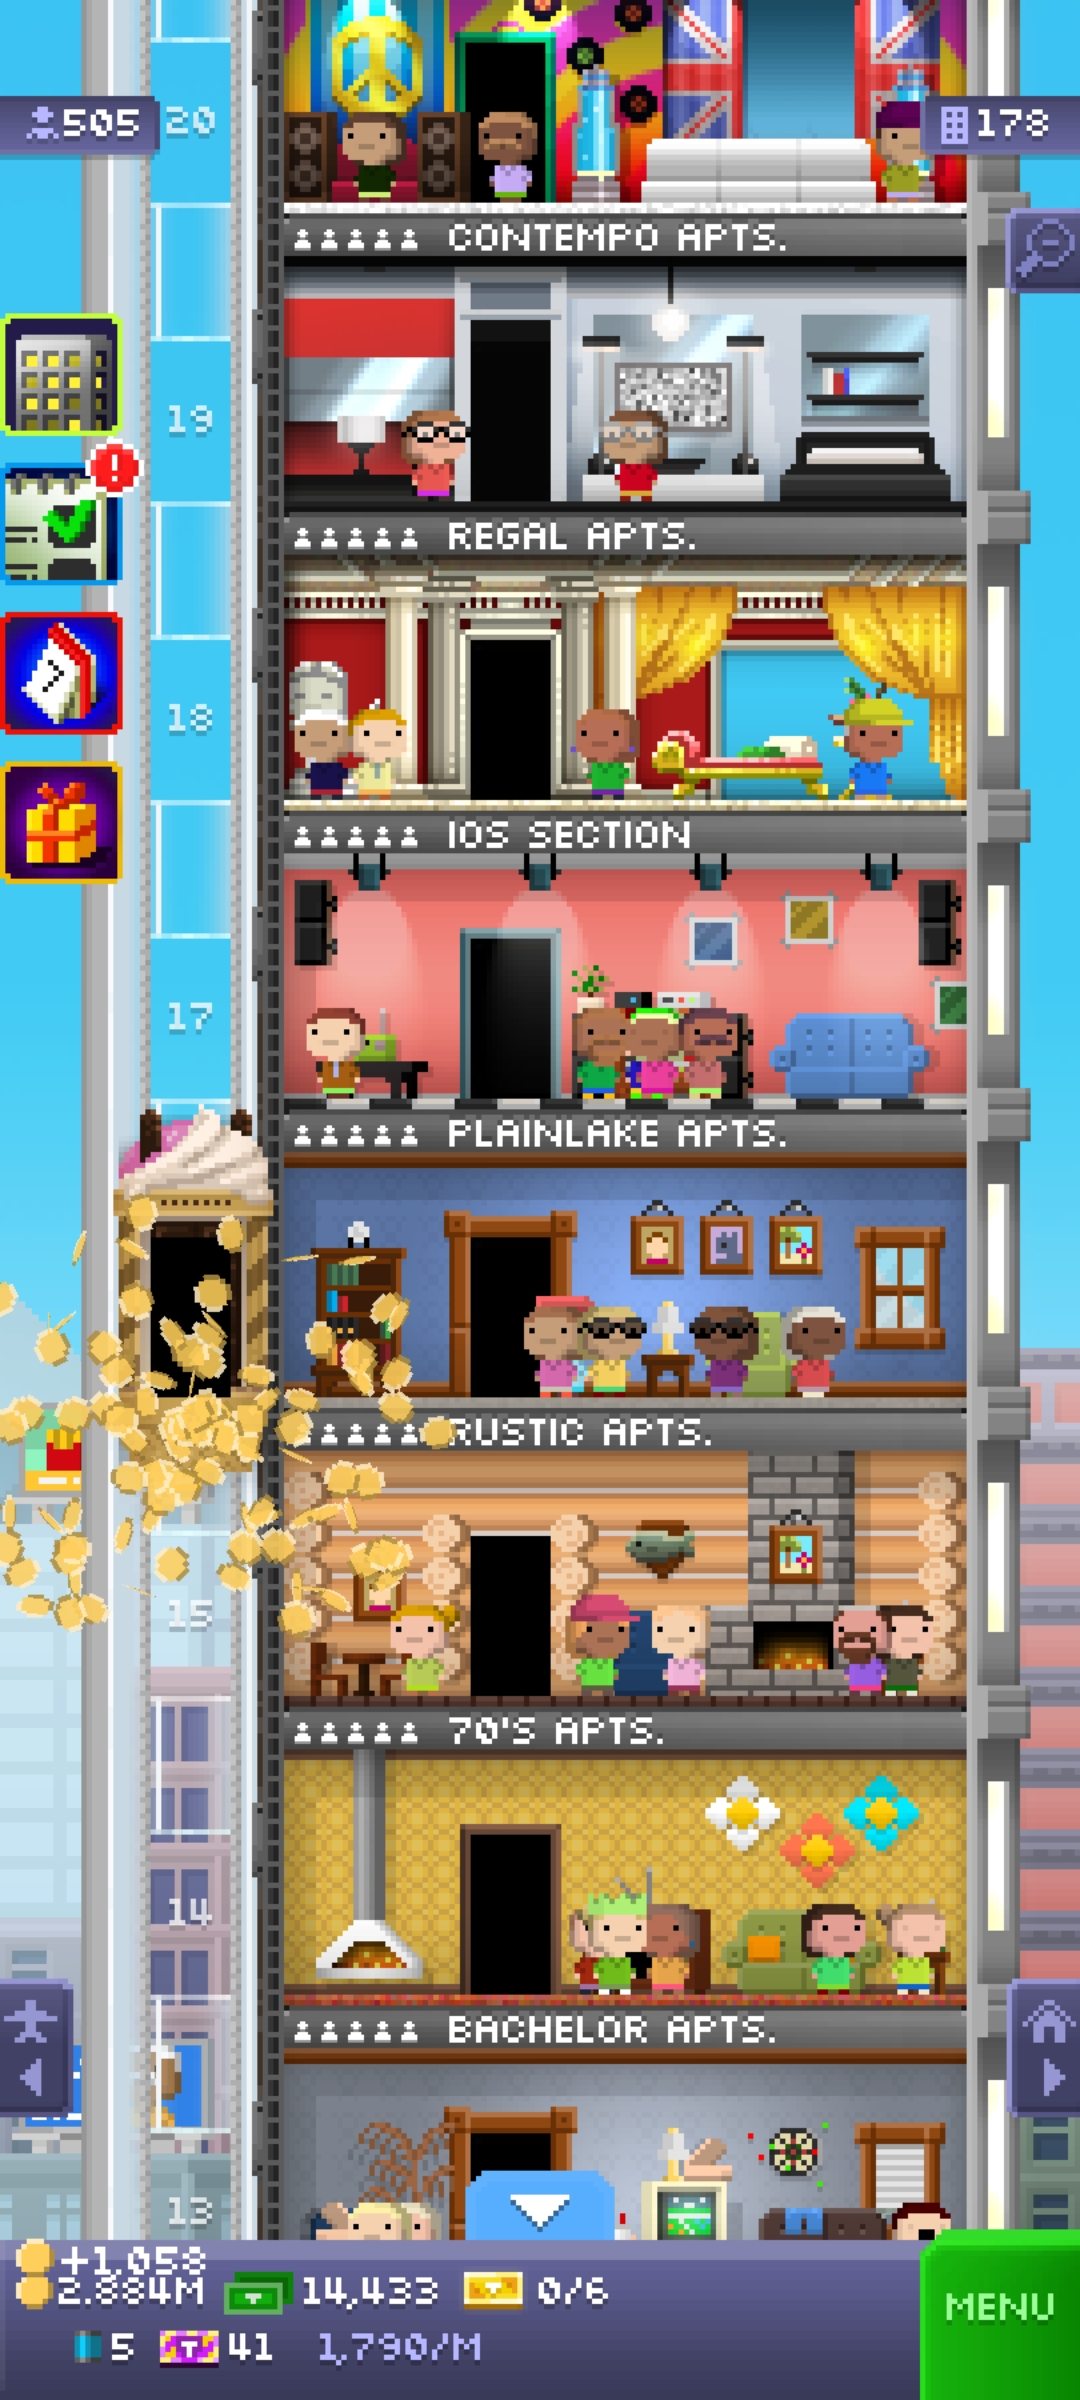 505
20
178
CONTEMPO APTS.
19
REGAL APTS.
18
IOS SECTION
17
PLAINLAKE APTS.
RUSTIC APTS.
15
70'S APTS.
14
BACHELOR APTS.
13
+1,058
2.884M
14,433
0/6
MENU
5
T
41
1,790/M